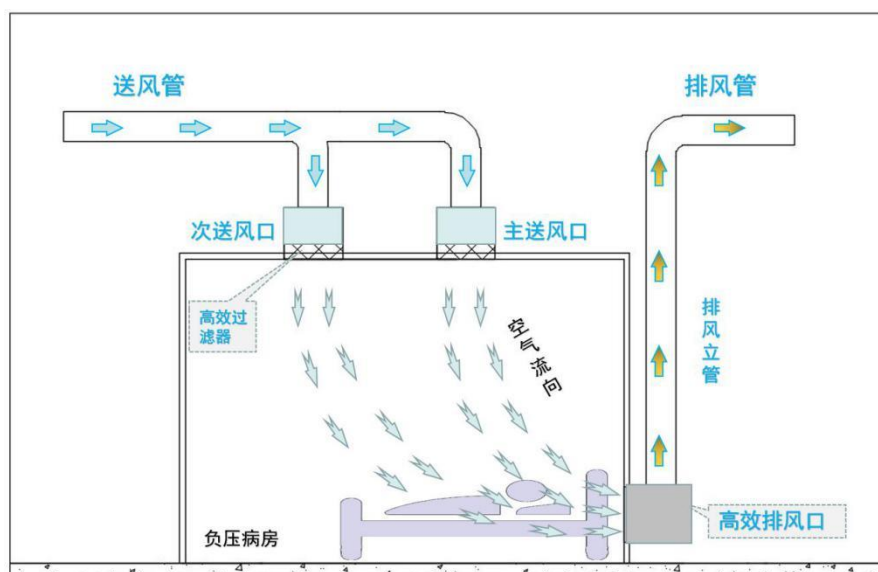 送风管
排风管
次送风口
主送风口
高效过
滤器
空气流向
排风立管
负压病房
高效排风口